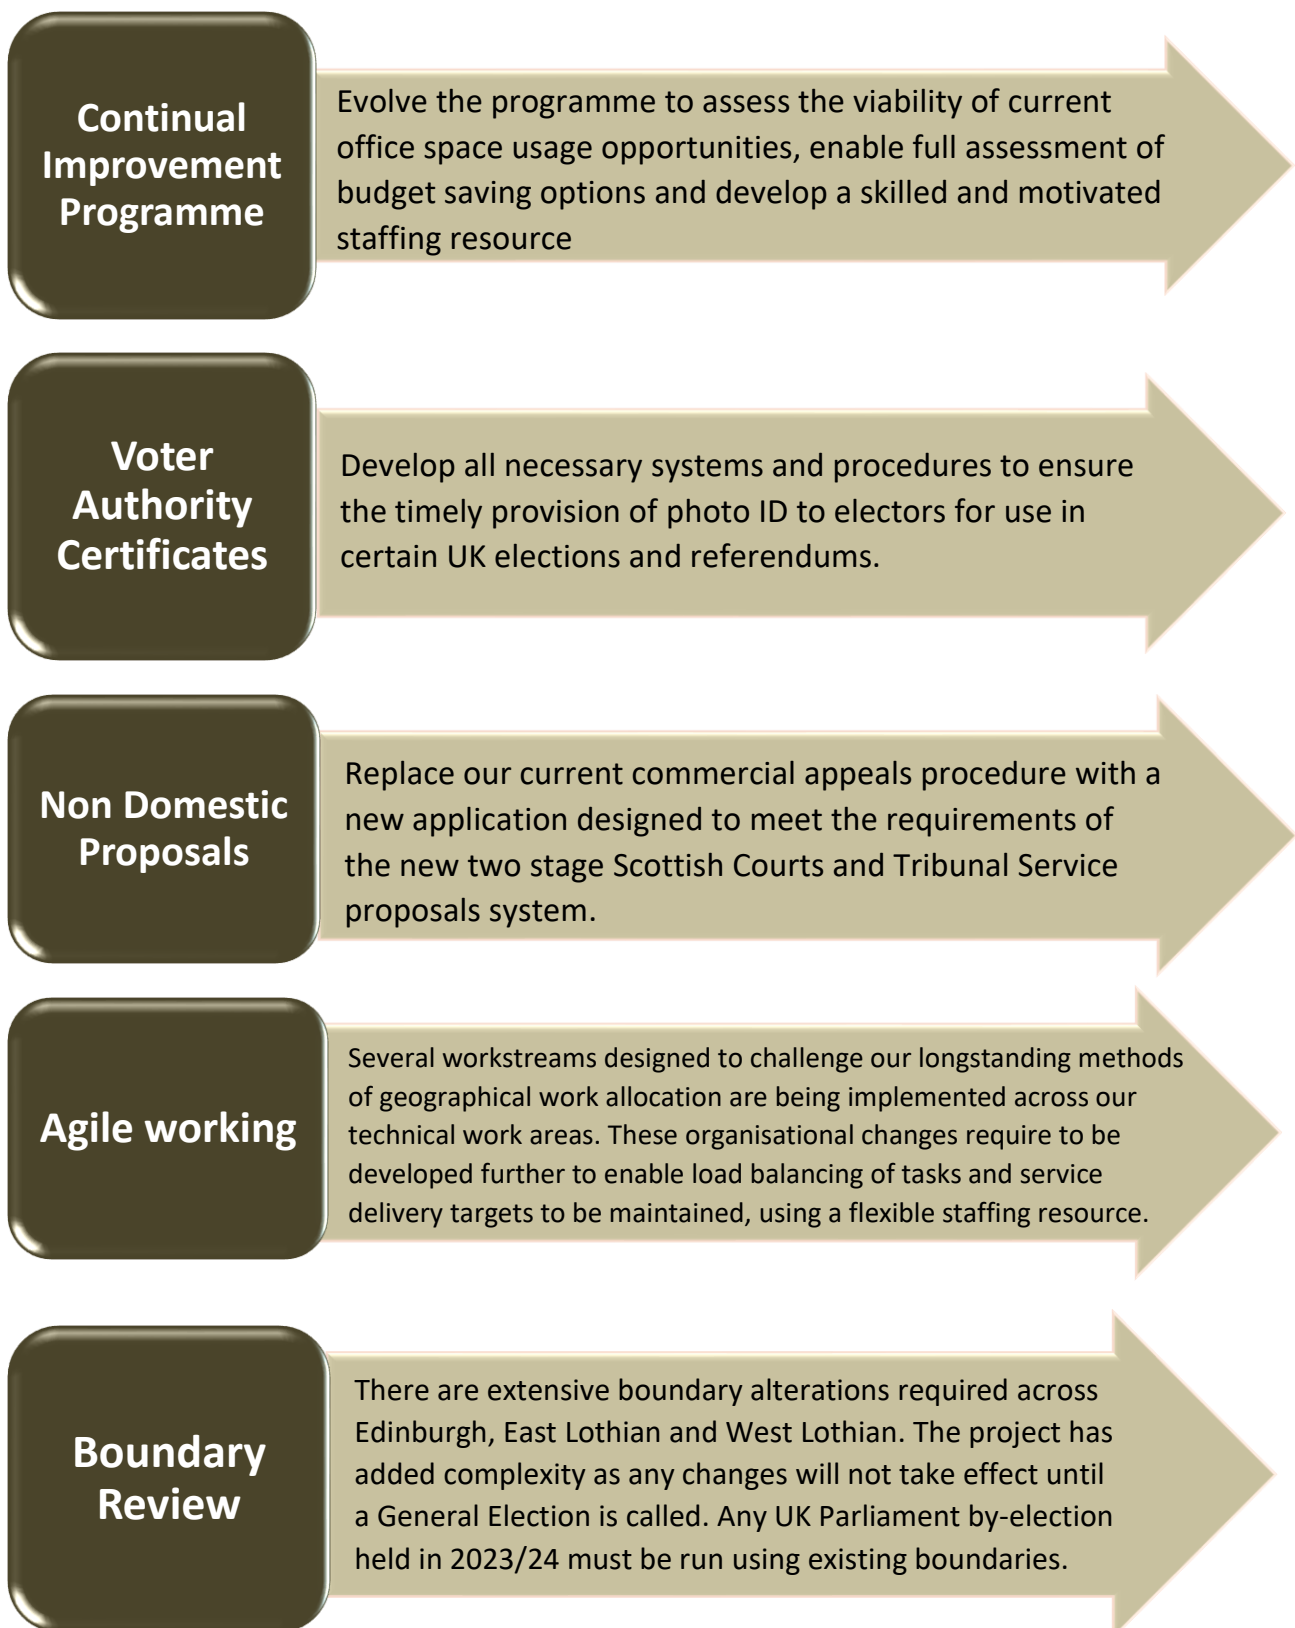 Continual
Improvement
Programme
Evolve the programme to assess the viability of current
office space usage opportunities, enable full assessment of
budget saving options and develop a skilled and motivated
staffing resource
Voter
Authority
Certificates
Develop all necessary systems and procedures to ensure
the timely provision of photo ID to electors for use in
certain UK elections and referendums.
Non Domestic
Proposals
Replace our current commercial appeals procedure with a
new application designed to meet the requirements of
the new two stage Scottish Courts and Tribunal Service
proposals system.
Agile working
Several workstreams designed to challenge our longstanding methods
of geographical work allocation are being implemented across our
technical work areas. These organisational changes require to be
developed further to enable load balancing of tasks and service
delivery targets to be maintained, using a flexible staffing resource.
Boundary
Review
There are extensive boundary alterations required across
Edinburgh, East Lothian and West Lothian. The project has
added complexity as any changes will not take effect until
a General Election is called. Any UK Parliament by-election
held in 2023/24 must be run using existing boundaries.